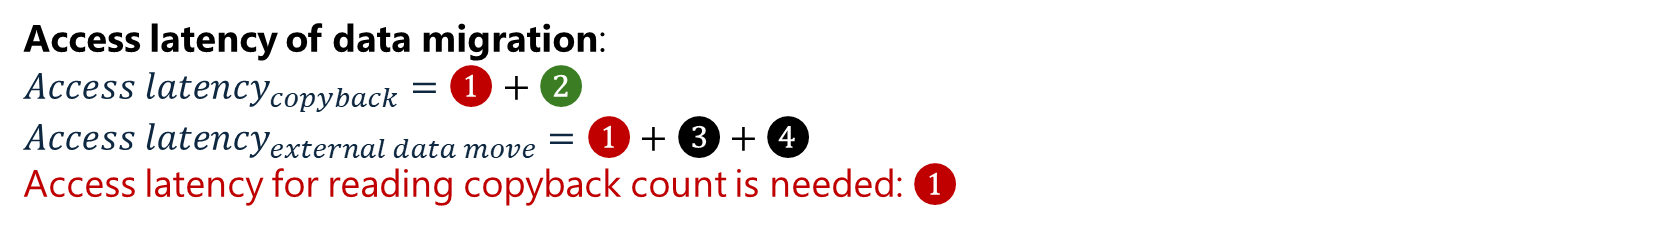 Access latency of data migration:
Access latency_copyback = 1 + 2
Access latency_external data move = 1 + 3 + 4
Access latency for reading copyback count is needed: 1